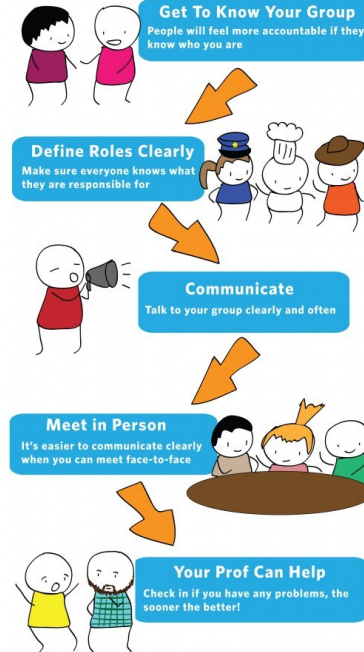 Get To Know Your Group
People will feel more accountable if they
know who you are
Define Roles Clearly
Make sure everyone knows what
they are responsible for
Communicate
Talk to your group clearly and often
Meet in Person
It's easier to communicate clearly
when you can meet face-to-face
Your Prof Can Help
Check in if you have any problems, the
sooner the better!